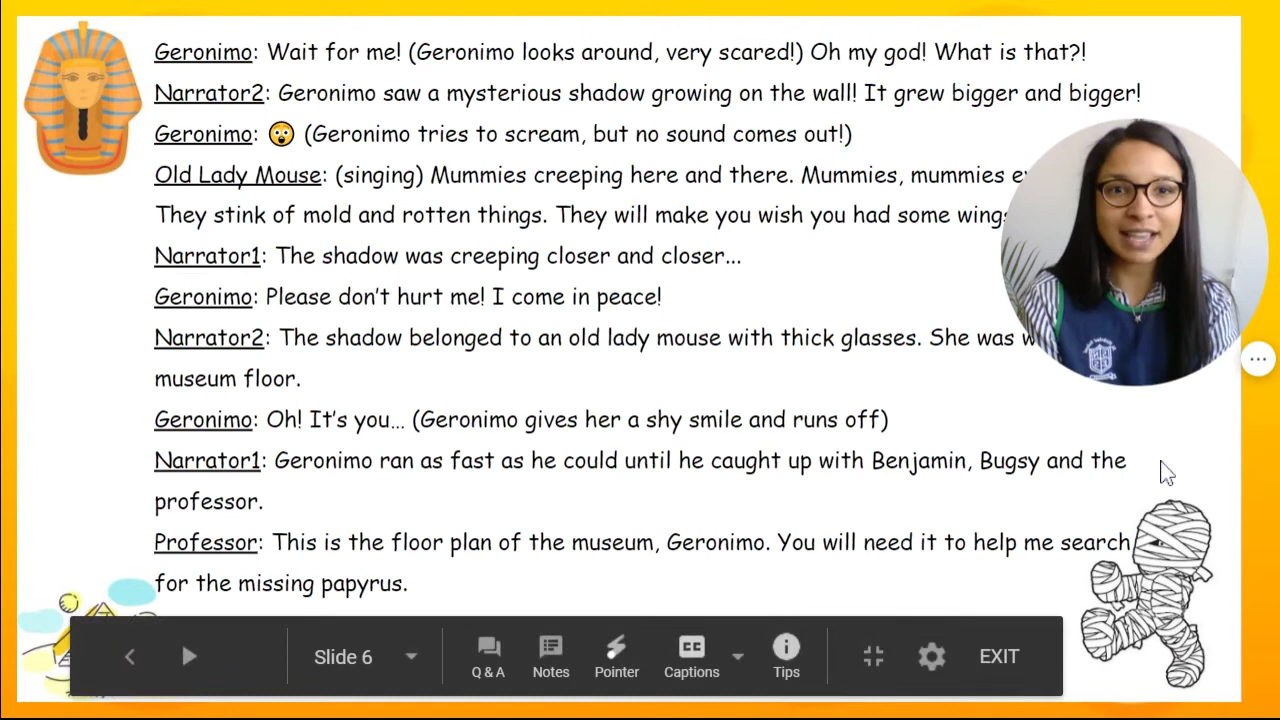 Geronimo: Wait for me! (Geronimo looks around, very scared!) Oh my god! What is that?!
Narrator2: Geronimo saw a mysterious shadow growing on the wall! It grew bigger and bigger!
Geronimo: 😲 (Geronimo tries to scream, but no sound comes out!)
Old Lady Mouse: (singing) Mummies creeping here and there. Mummies, mummies
They stink of mold and rotten things. They will make you wish you had some
Narrator1: The shadow was creeping closer and closer...
Geronimo: Please don't hurt me! I come in peace!
Narrator2: The shadow belonged to an old lady mouse with thick glasses. She was
museum floor.
Geronimo: Oh! It's you... (Geronimo gives her a shy smile and runs off)
Narrator1: Geronimo ran as fast as he could until he caught up with Benjamin, Bugsy and the
professor.
Professor: This is the floor plan of the museum, Geronimo. You will need it to help me search
for the missing papyrus.
Slide 6
Q & A
Notes
Pointer
CC
Captions
Tips
EXIT